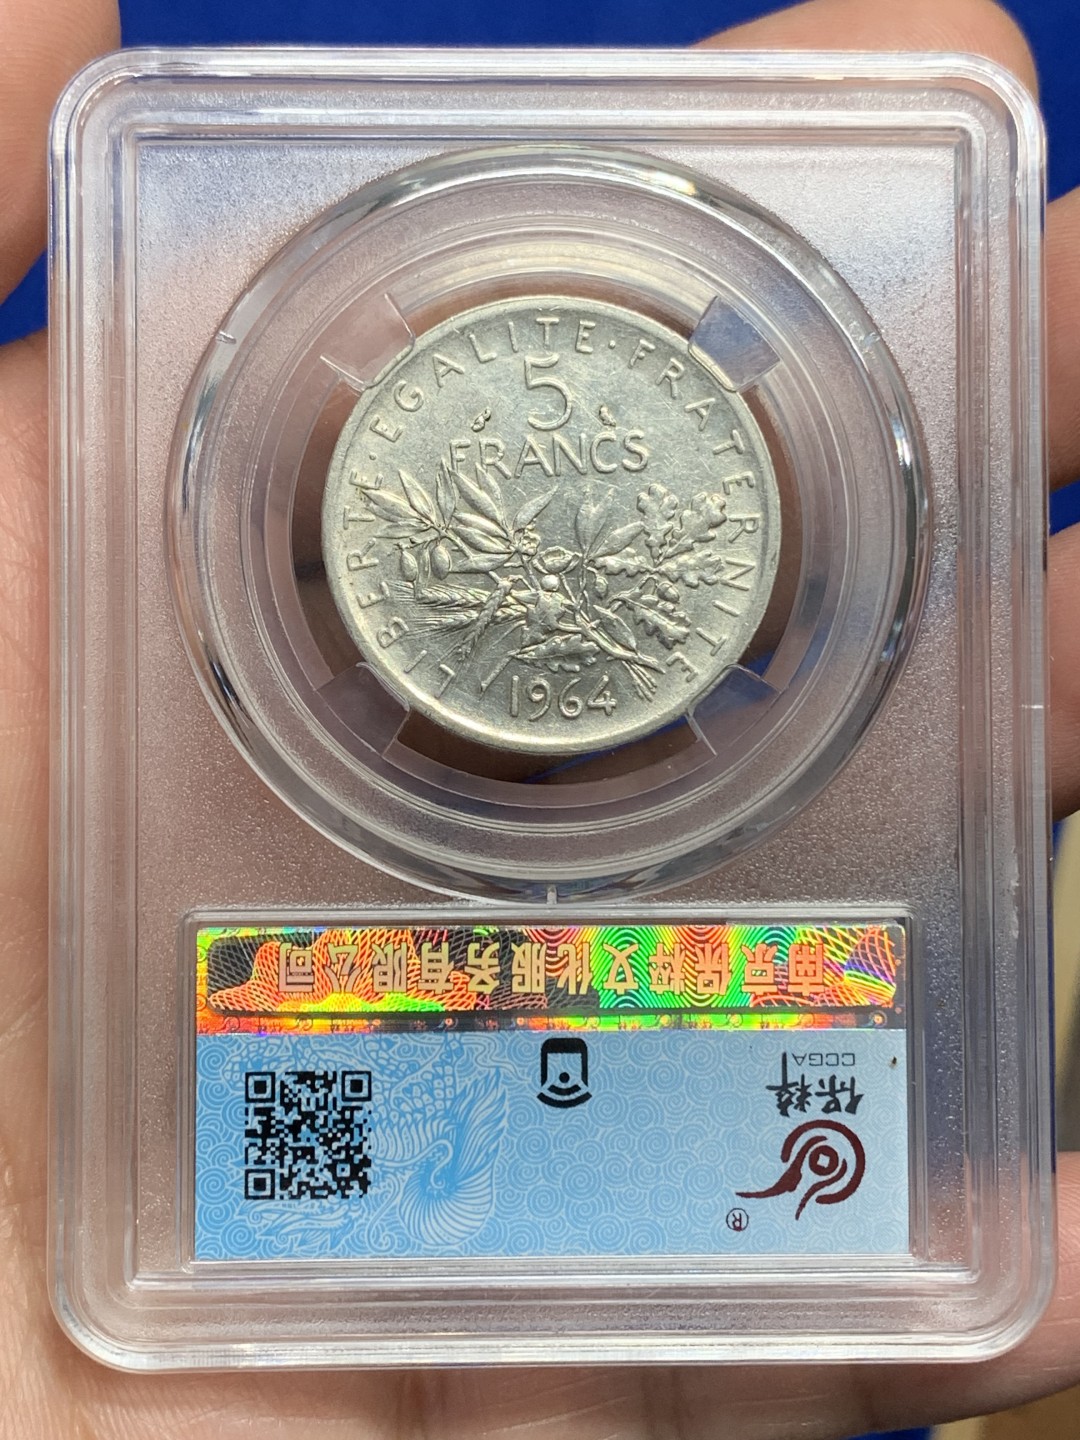 LIBERTE·EGALITE·FRATERNITE
5
FRANCS
1964
南京保粹文化服务有限公司
保粹
CCGA
®